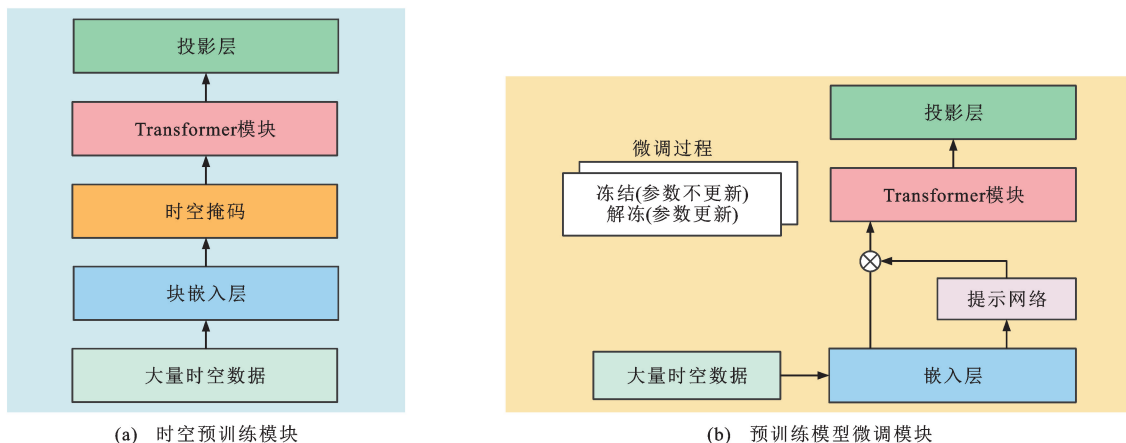 投影层
Transformer模块
时空掩码
块嵌入层
大量时空数据
(a) 时空预训练模块
微调过程
冻结(参数不更新)
解冻(参数更新)
投影层
Transformer模块
提示网络
大量时空数据
嵌入层
(b) 预训练模型微调模块